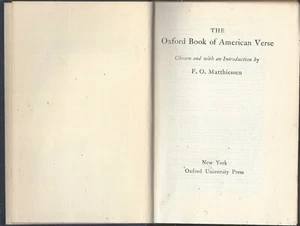 THE
Oxford Book of American Verse
Chosen and with an Introduction by
F. O. Matthiessen
New York
Oxford University Press